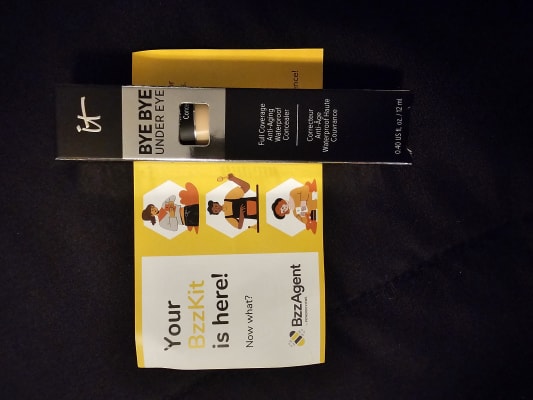 it
BYE BYE
UNDER EYE
Full Coverage
Anti-Aging
Waterproof
Concealer
Correcteur
Anti-Âge
Waterproof Haute
Couvrance
0.40 US fl. oz. / 12 ml
Your
BzzKit
is here!
Now what?
BzzAgent